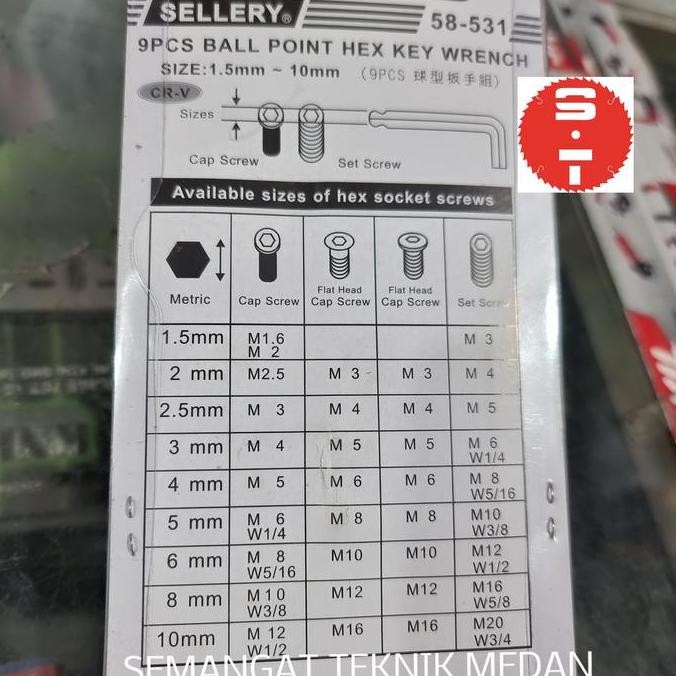 SELLERY®
58-531
9PCS BALL POINT HEX KEY WRENCH
SIZE:1.5mm ~ 10mm (9PCS 球型扳手組)
CR-V
S·T
Sizes
Cap Screw Set Screw
Available sizes of hex socket screws
Metric Cap Screw Flat Head Cap Screw Flat Head Cap Screw Set Screw
1.5mm M1.6 M 2 M 3
2 mm M2.5 M 3 M 3 M 4
2.5mm M 3 M 4 M 4 M 5
3 mm M 4 M 5 M 5 M 6 W1/4
4 mm M 5 M 6 M 6 M 8 W5/16
5 mm M 6 W1/4 M 8 M 8 M10 W3/8
6 mm M 8 W5/16 M10 M10 M12 W1/2
8 mm M10 W3/8 M12 M12 M16 W5/8
10mm M 12 W1/2 M16 M16 M20 W3/4
SEMANGAT TEKNIK MEDAN